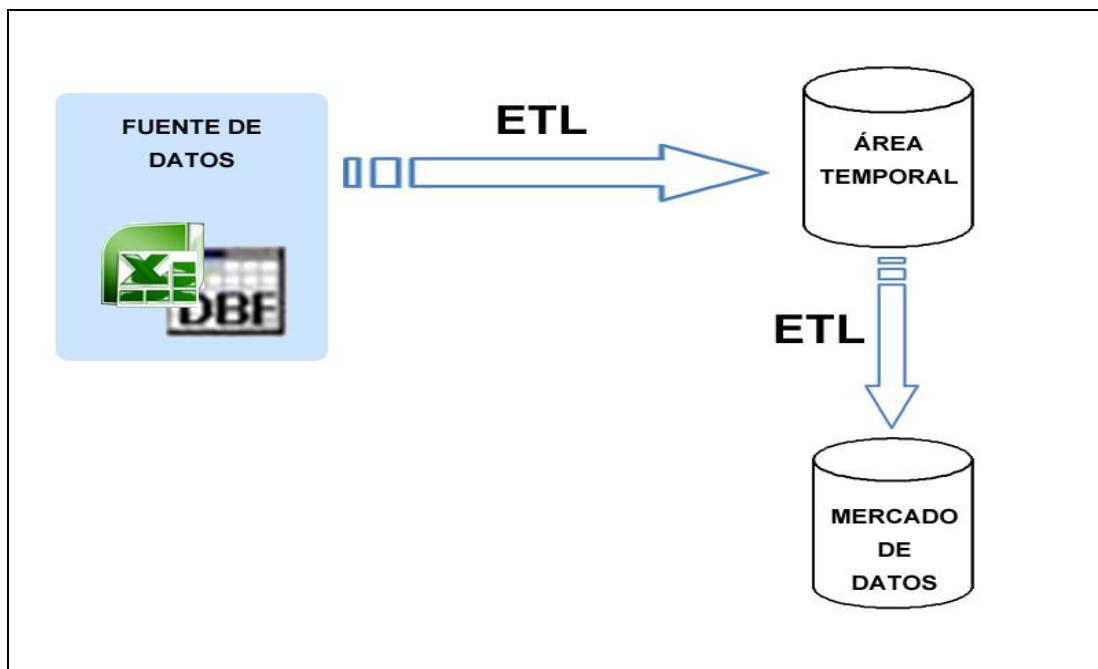 FUENTE DE
DATOS
X
DBF
ETL
ÁREA
TEMPORAL
ETL
MERCADO
DE
DATOS